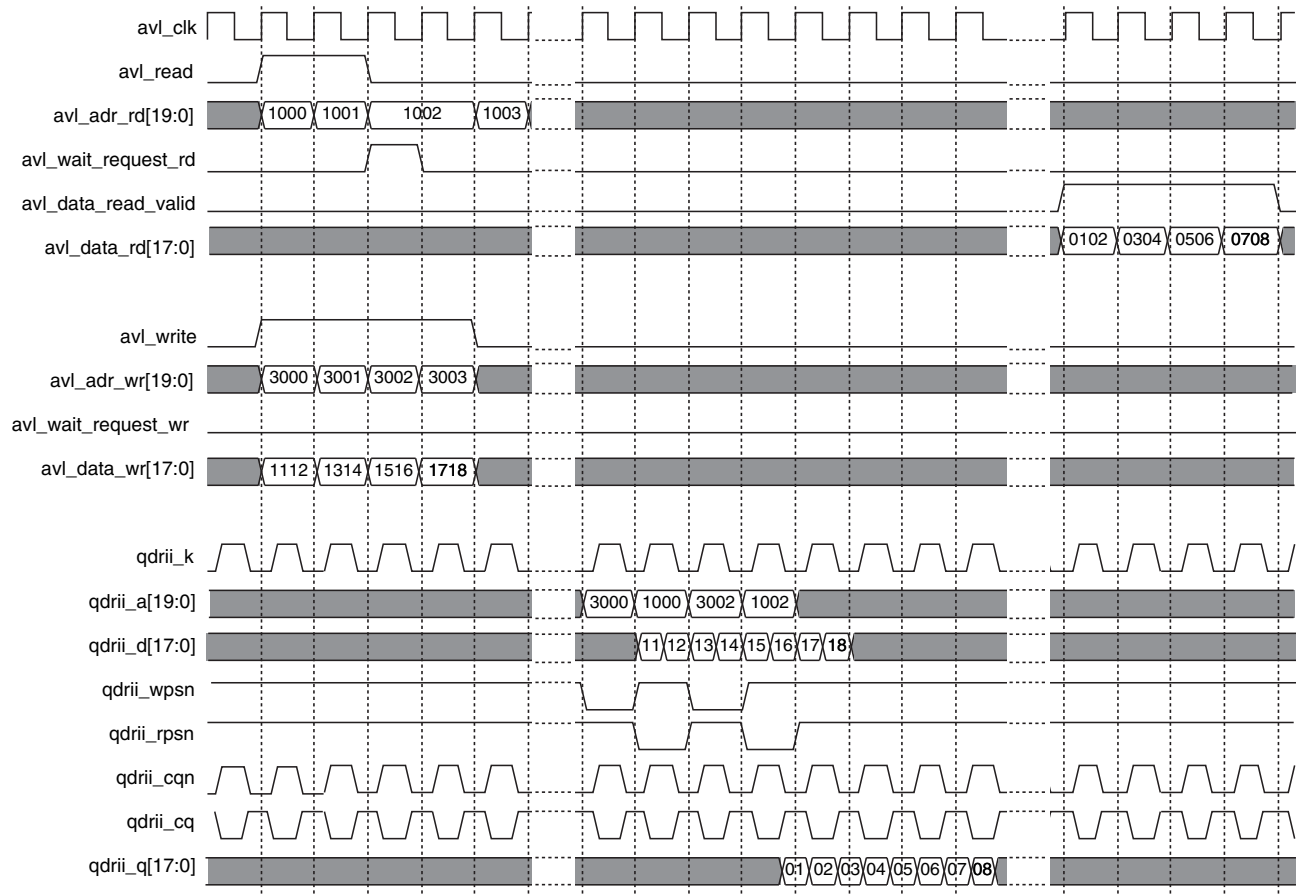 avl_clk
avl_read
avl_adr_rd[19:0] 1000 1001 1002 1003
avl_wait_request_rd
avl_data_read_valid
avl_data_rd[17:0] 0102 0304 0506 0708
avl_write
avl_adr_wr[19:0] 3000 3001 3002 3003
avl_wait_request_wr
avl_data_wr[17:0] 1112 1314 1516 1718
qdrii_k
qdrii_a[19:0] 3000 1000 3002 1002
qdrii_d[17:0] 11 12 13 14 15 16 17 18
qdrii_wpsn
qdrii_rpsn
qdrii_cqn
qdrii_cq
qdrii_q[17:0] 01 02 03 04 05 06 07 08